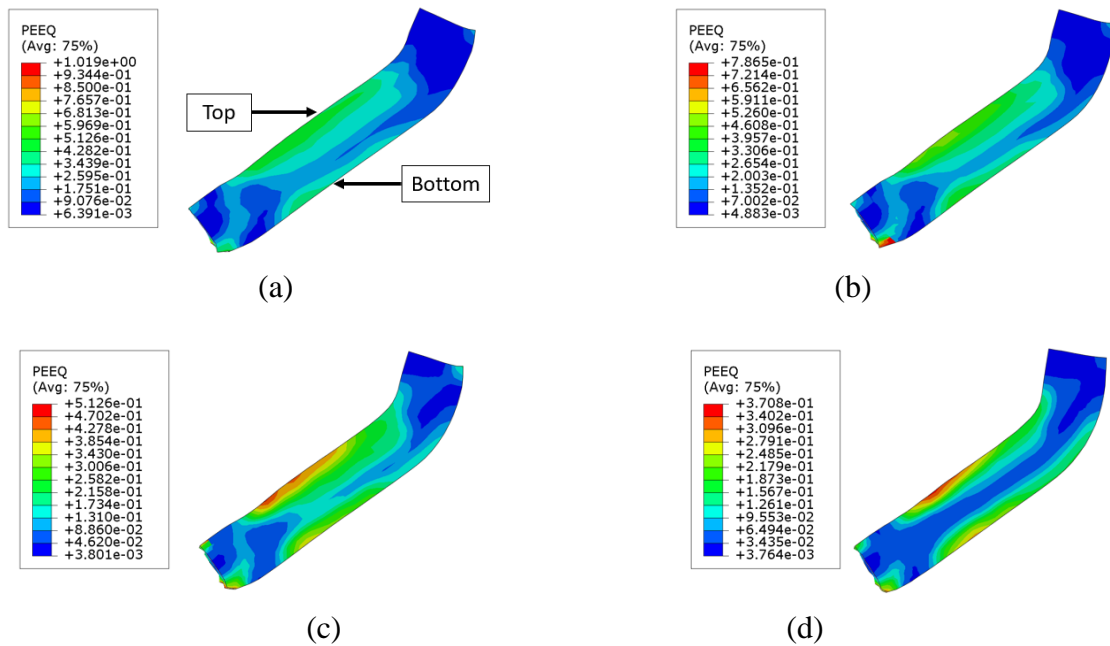 PEEQ
(Avg: 75%)
+1.019e+00
+9.344e-01
+8.500e-01
+7.657e-01
+6.813e-01
+5.969e-01
+5.126e-01
+4.282e-01
+3.439e-01
+2.595e-01
+1.751e-01
+9.076e-02
+6.391e-03
Top
Bottom
(a)
PEEQ
(Avg: 75%)
+7.865e-01
+7.214e-01
+6.562e-01
+5.911e-01
+5.260e-01
+4.608e-01
+3.957e-01
+3.306e-01
+2.654e-01
+2.003e-01
+1.352e-01
+7.002e-02
+4.883e-03
(b)
PEEQ
(Avg: 75%)
+5.126e-01
+4.702e-01
+4.278e-01
+3.854e-01
+3.430e-01
+3.006e-01
+2.582e-01
+2.158e-01
+1.734e-01
+1.310e-01
+8.860e-02
+4.620e-02
+3.801e-03
(c)
PEEQ
(Avg: 75%)
+3.708e-01
+3.402e-01
+3.096e-01
+2.791e-01
+2.485e-01
+2.179e-01
+1.873e-01
+1.567e-01
+1.261e-01
+9.553e-02
+6.494e-02
+3.435e-02
+3.764e-03
(d)